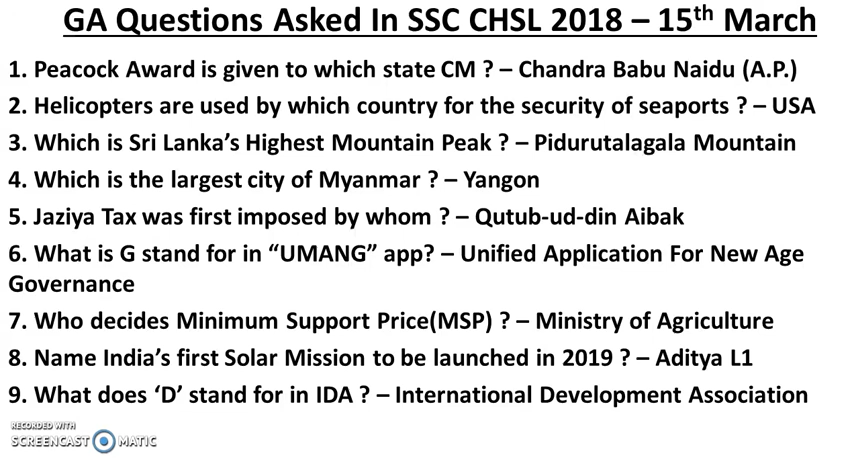 GA Questions Asked In SSC CHSL 2018 – 15th March
1. Peacock Award is given to which state CM ? – Chandra Babu Naidu (A.P.)
2. Helicopters are used by which country for the security of seaports ? – USA
3. Which is Sri Lanka’s Highest Mountain Peak ? – Pidurutalagala Mountain
4. Which is the largest city of Myanmar ? – Yangon
5. Jaziya Tax was first imposed by whom ? – Qutub-ud-din Aibak
6. What is G stand for in “UMANG” app? – Unified Application For New Age
Governance
7. Who decides Minimum Support Price(MSP) ? – Ministry of Agriculture
8. Name India’s first Solar Mission to be launched in 2019 ? – Aditya L1
9. What does ‘D’ stand for in IDA ? – International Development Association
RECORDED WITH
SCREENCAST MATIC